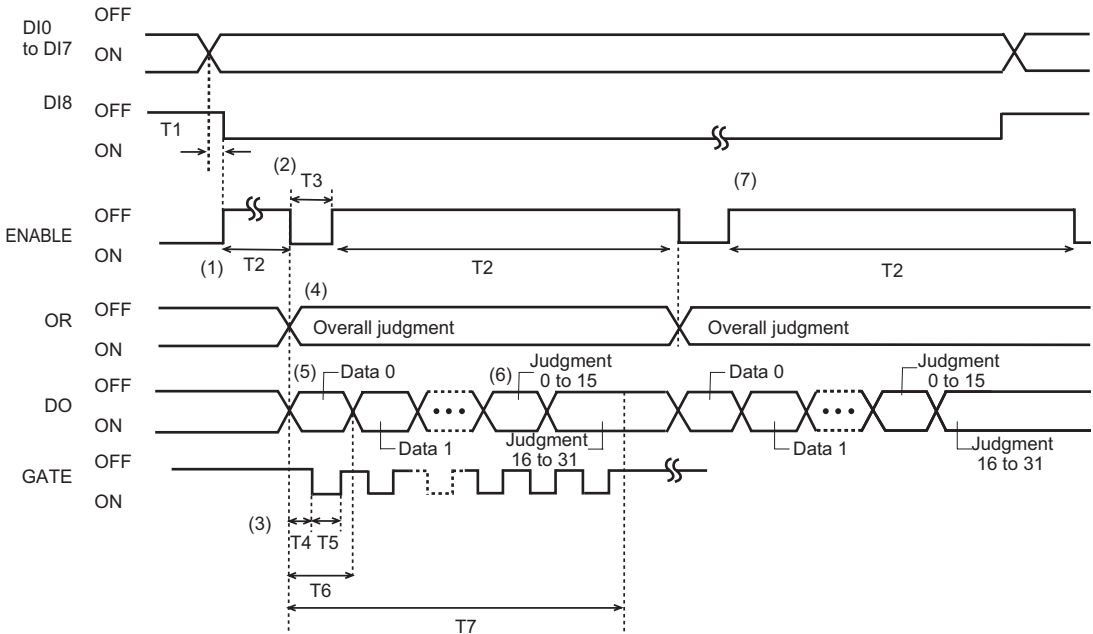 DI0
to DI7
OFF
ON
DI8
OFF
ON
T1
(2)
T3
(7)
ENABLE
OFF
ON
(1)
T2
T2
T2
OR
OFF
ON
(4)
Overall judgment
Overall judgment
DO
OFF
ON
(5)
Data 0
Data 1
(6)
Judgment
0 to 15
Judgment
16 to 31
Data 0
Data 1
Judgment
0 to 15
Judgment
16 to 31
GATE
OFF
ON
(3)
T4
T5
T6
T7